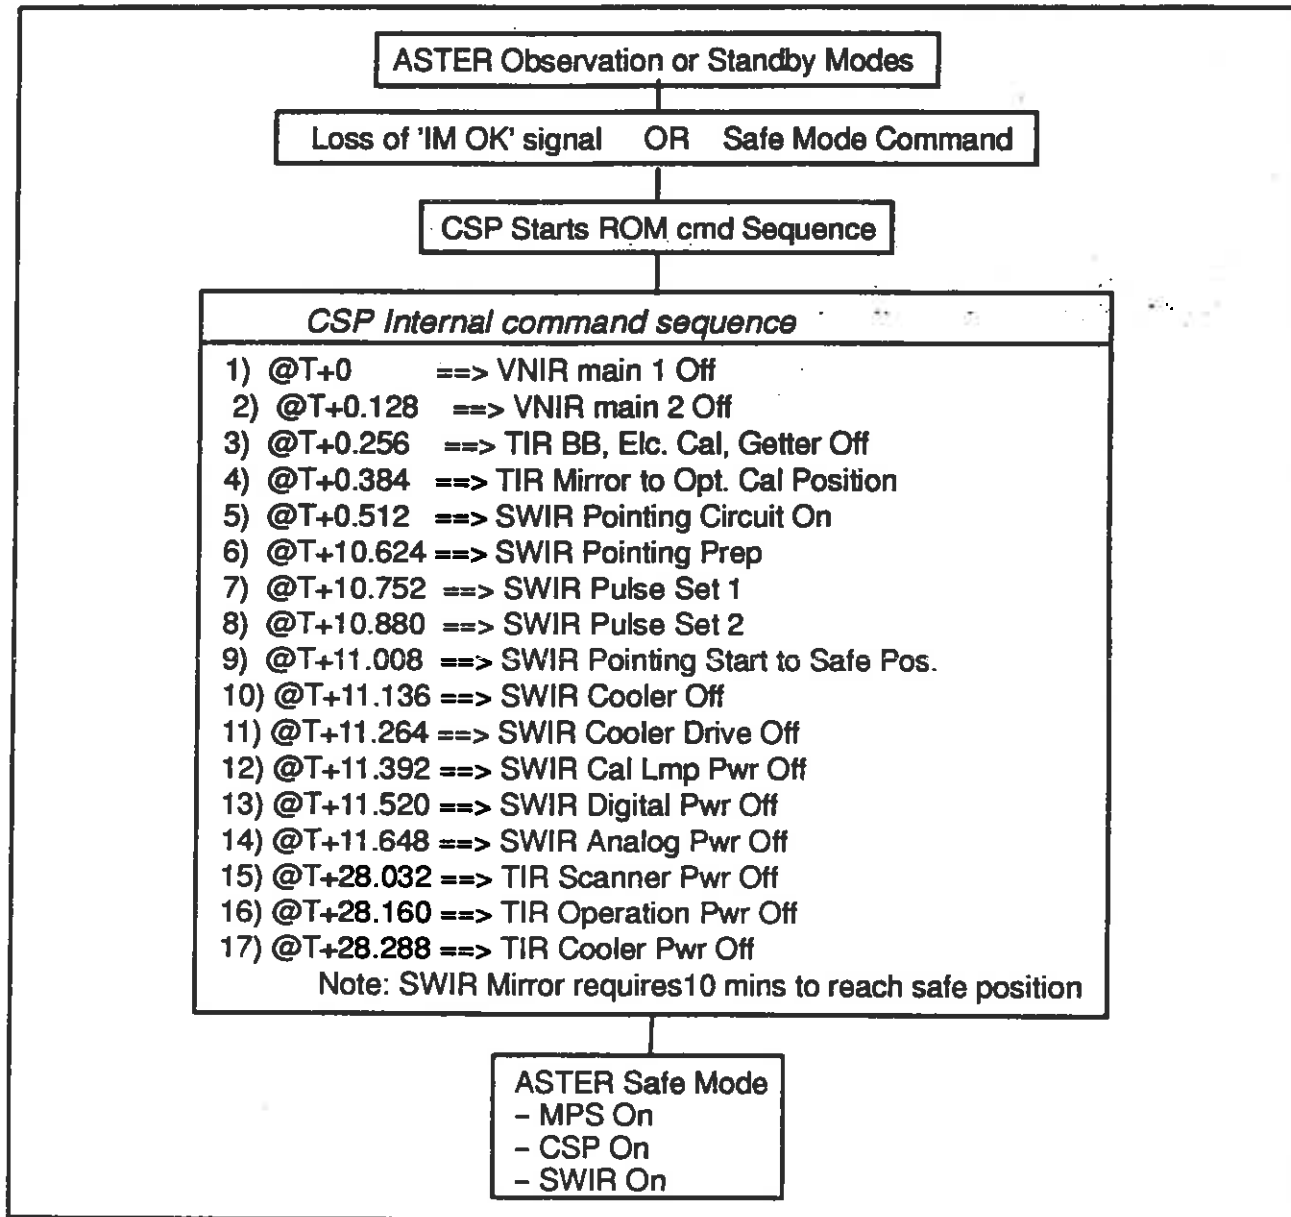 ASTER Observation or Standby Modes
Loss of 'IM OK' signal OR Safe Mode Command
CSP Starts ROM cmd Sequence
CSP Internal command sequence
1) @T+0 ==> VNIR main 1 Off
2) @T+0.128 ==> VNIR main 2 Off
3) @T+0.256 ==> TIR BB, Elc. Cal, Getter Off
4) @T+0.384 ==> TIR Mirror to Opt. Cal Position
5) @T+0.512 ==> SWIR Pointing Circuit On
6) @T+10.624 ==> SWIR Pointing Prep
7) @T+10.752 ==> SWIR Pulse Set 1
8) @T+10.880 ==> SWIR Pulse Set 2
9) @T+11.008 ==> SWIR Pointing Start to Safe Pos.
10) @T+11.136 ==> SWIR Cooler Off
11) @T+11.264 ==> SWIR Cooler Drive Off
12) @T+11.392 ==> SWIR Cal Lmp Pwr Off
13) @T+11.520 ==> SWIR Digital Pwr Off
14) @T+11.648 ==> SWIR Analog Pwr Off
15) @T+28.032 ==> TIR Scanner Pwr Off
16) @T+28.160 ==> TIR Operation Pwr Off
17) @T+28.288 ==> TIR Cooler Pwr Off
Note: SWIR Mirror requires10 mins to reach safe position
ASTER Safe Mode
– MPS On
– CSP On
– SWIR On